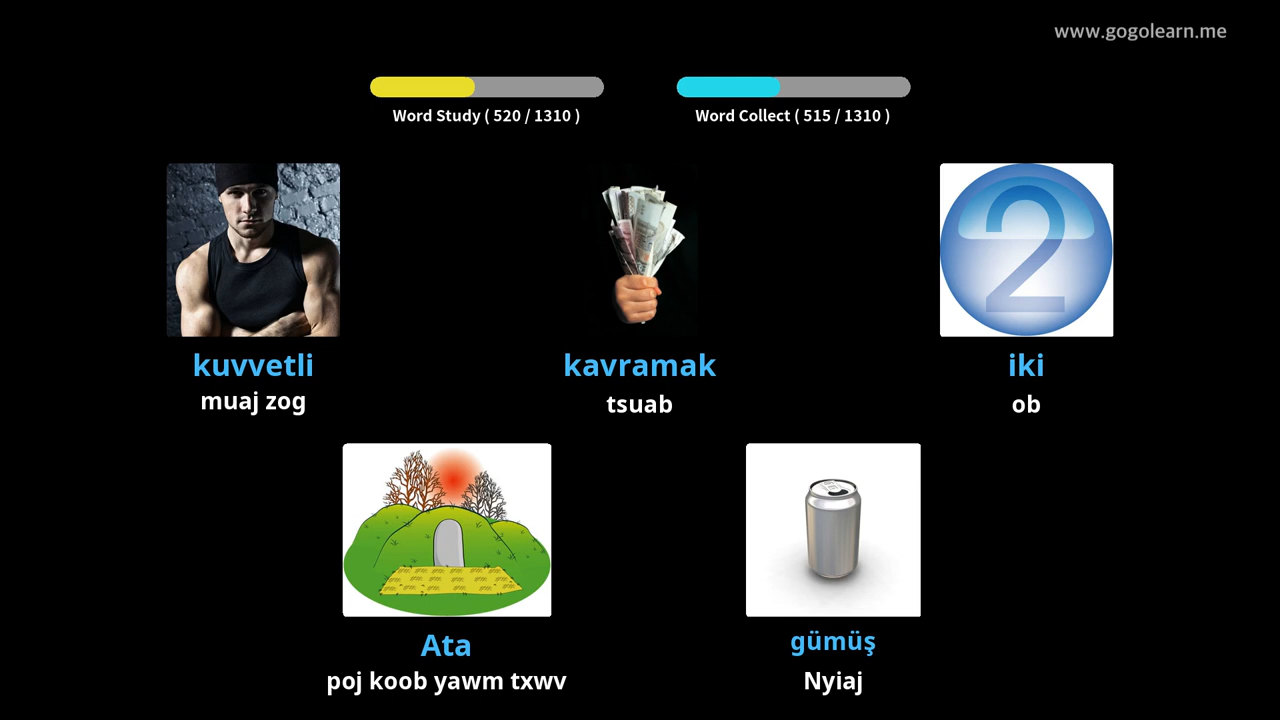 www.gogolearn.me
Word Study ( 520 / 1310 )
Word Collect ( 515 / 1310 )
2
kuvvetli
muaj zog
kavramak
tsuab
iki
ob
Ata
poj koob yawm txwv
gümüş
Nyiaj